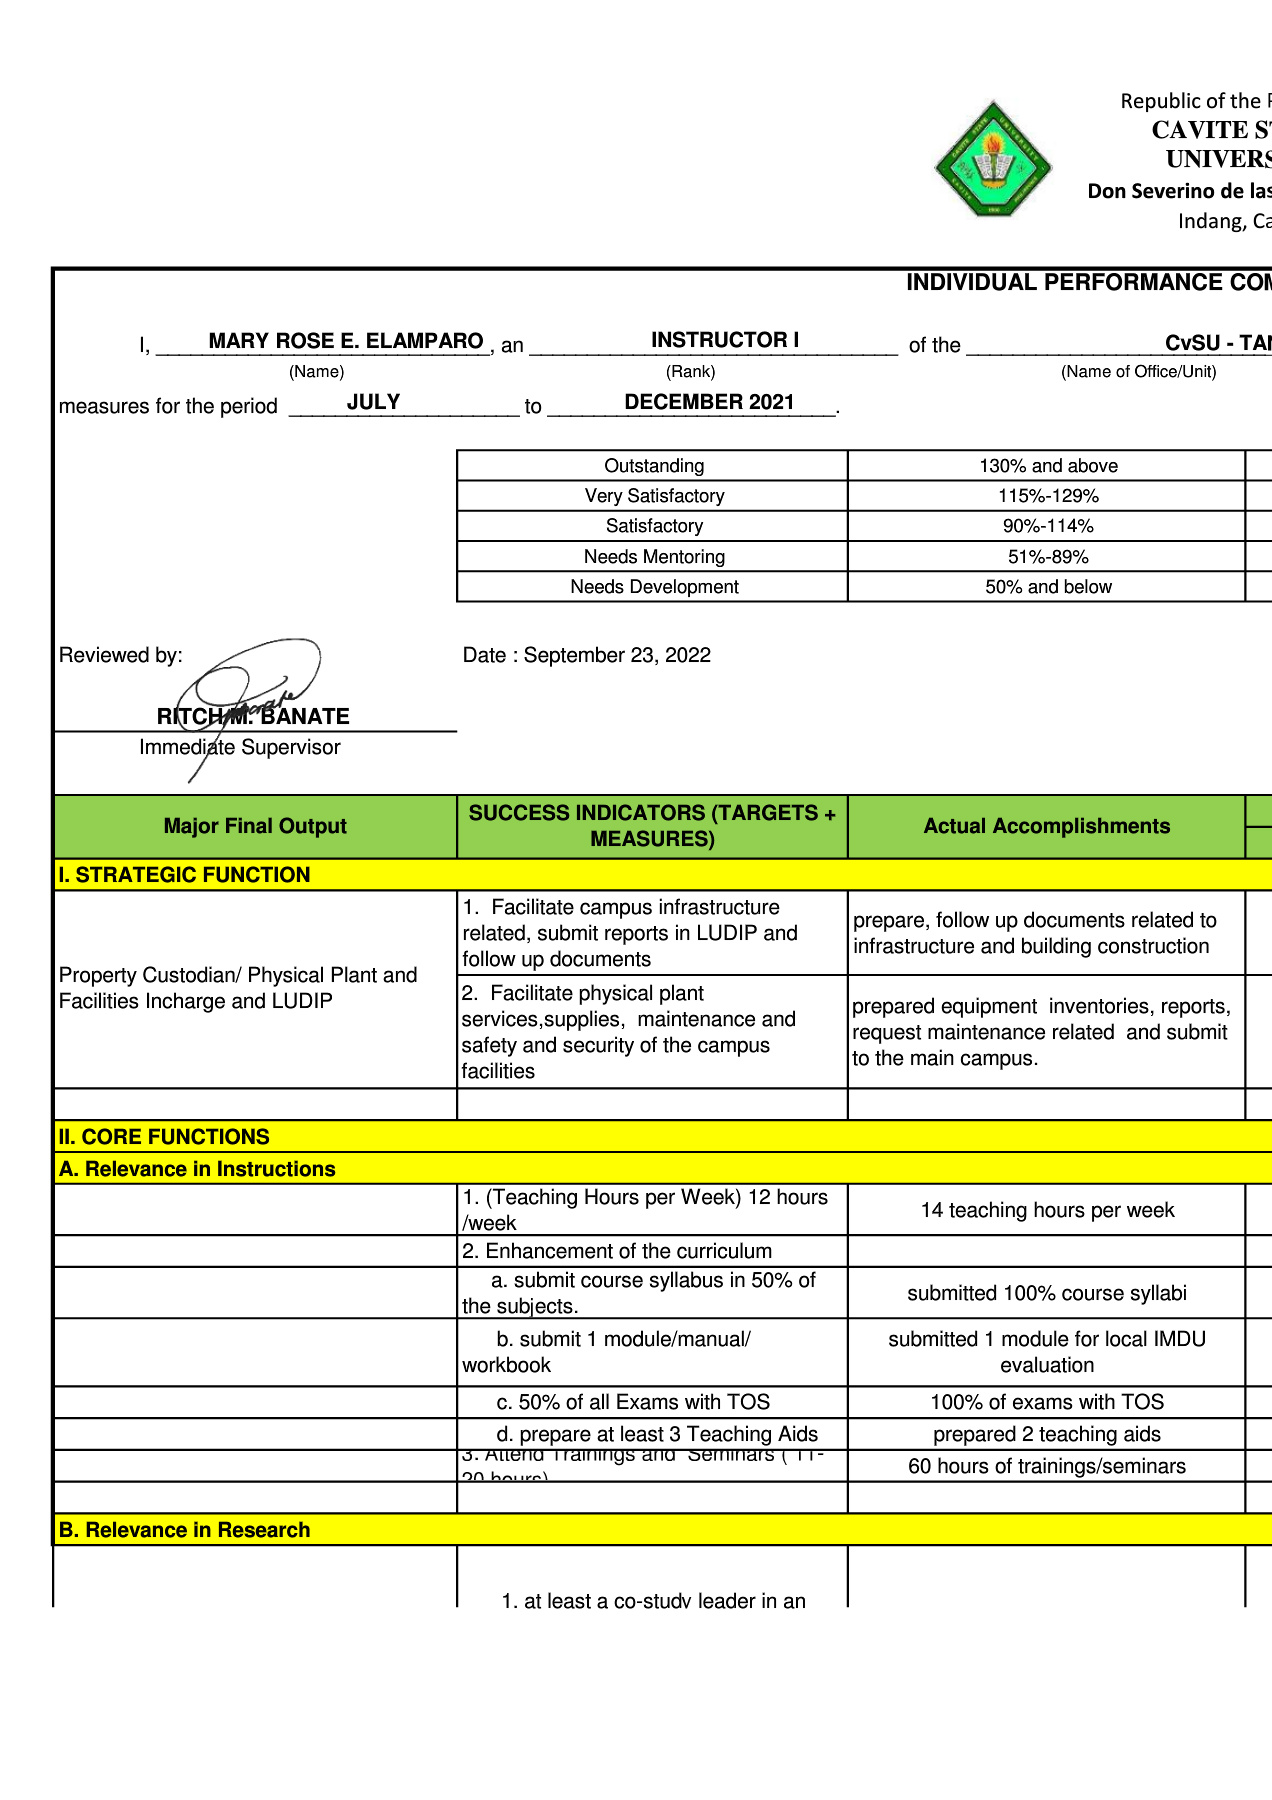 Republic of the
CAVITE
UNIVERS
Don Severino de las
Indang, Ca
INDIVIDUAL PERFORMANCE COM
I, MARY ROSE E. ELAMPARO, an INSTRUCTOR I of the CvSU - TAN
(Name) (Rank) (Name of Office/Unit)
measures for the period JULY to DECEMBER 2021.
Outstanding 130% and above
Very Satisfactory 115%-129%
Satisfactory 90%-114%
Needs Mentoring 51%-89%
Needs Development 50% and below
Reviewed by: Date : September 23, 2022
RITCH M. BANATE
Immediate Supervisor
Major Final Output
SUCCESS INDICATORS (TARGETS +
MEASURES)
Actual Accomplishments
I. STRATEGIC FUNCTION
Property Custodian/ Physical Plant and
Facilities Incharge and LUDIP
1. Facilitate campus infrastructure
related, submit reports in LUDIP and
follow up documents
prepare, follow up documents related to
infrastructure and building construction
2. Facilitate physical plant
services,supplies, maintenance and
safety and security of the campus
facilities
prepared equipment inventories, reports,
request maintenance related and submit
to the main campus.
II. CORE FUNCTIONS
A. Relevance in Instructions
1. (Teaching Hours per Week) 12 hours
/week
14 teaching hours per week
2. Enhancement of the curriculum
a. submit course syllabus in 50% of
the subjects.
submitted 100% course syllabi
b. submit 1 module/manual/
workbook
submitted 1 module for local IMDU
evaluation
c. 50% of all Exams with TOS
100% of exams with TOS
d. prepare at least 3 Teaching Aids
prepared 2 teaching aids
3. Attend Trainings and Seminars ( 11-
20 hours)
60 hours of trainings/seminars
B. Relevance in Research
1. at least a co-study leader in an